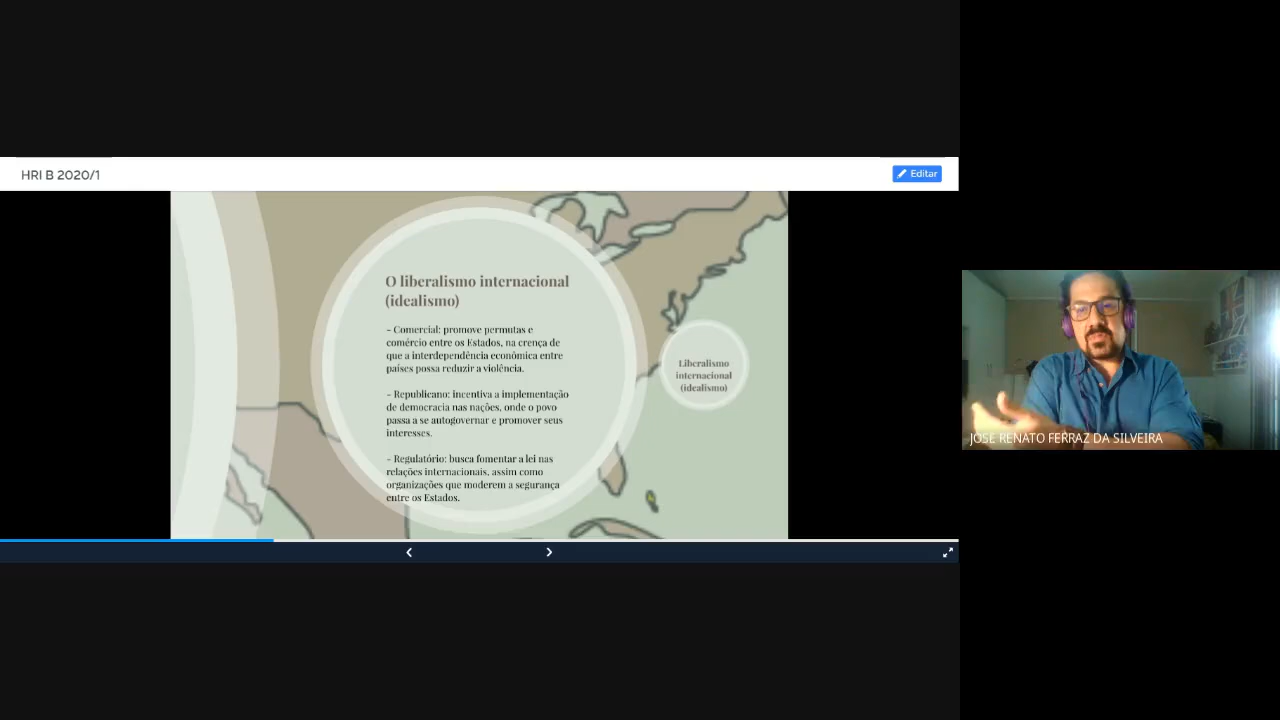 HRI B 2020/1
Editar
O liberalismo internacional
(idealismo)
- Comercial: promove permutas e
comércio entre os Estados, na crença de
que a interdependência econômica entre
países possa reduzir a violência.
- Republicano: incentiva a implementação
de democracia nas nações, onde o povo
passa a se autogovernar e promover seus
interesses.
- Regulatório: busca fomentar a lei nas
relações internacionais, assim como
organizações que moderem a segurança
entre os Estados.
Liberalismo
internacional
(idealismo)
JOSE RENATO FERRAZ DA SILVEIRA